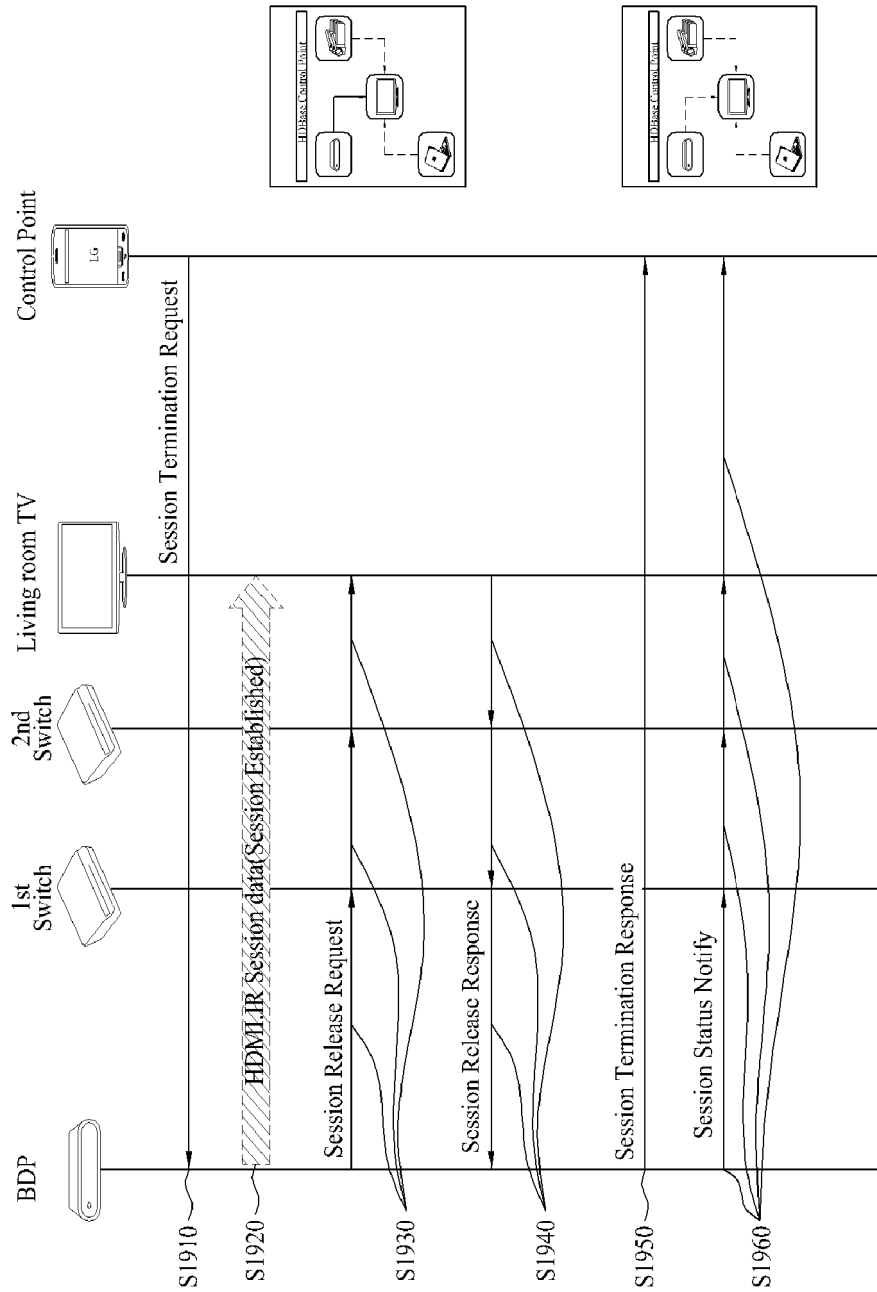 BDP
1st
Switch
2nd
Switch
Living room TV
Control Point
LG
S1910
Session Termination Request
S1920
HDMI,IR Session data(Session Established)
S1930
Session Release Request
S1940
Session Release Response
S1950
Session Termination Response
S1960
Session Status Notify
HDBase Control Point
HDBase Control Point